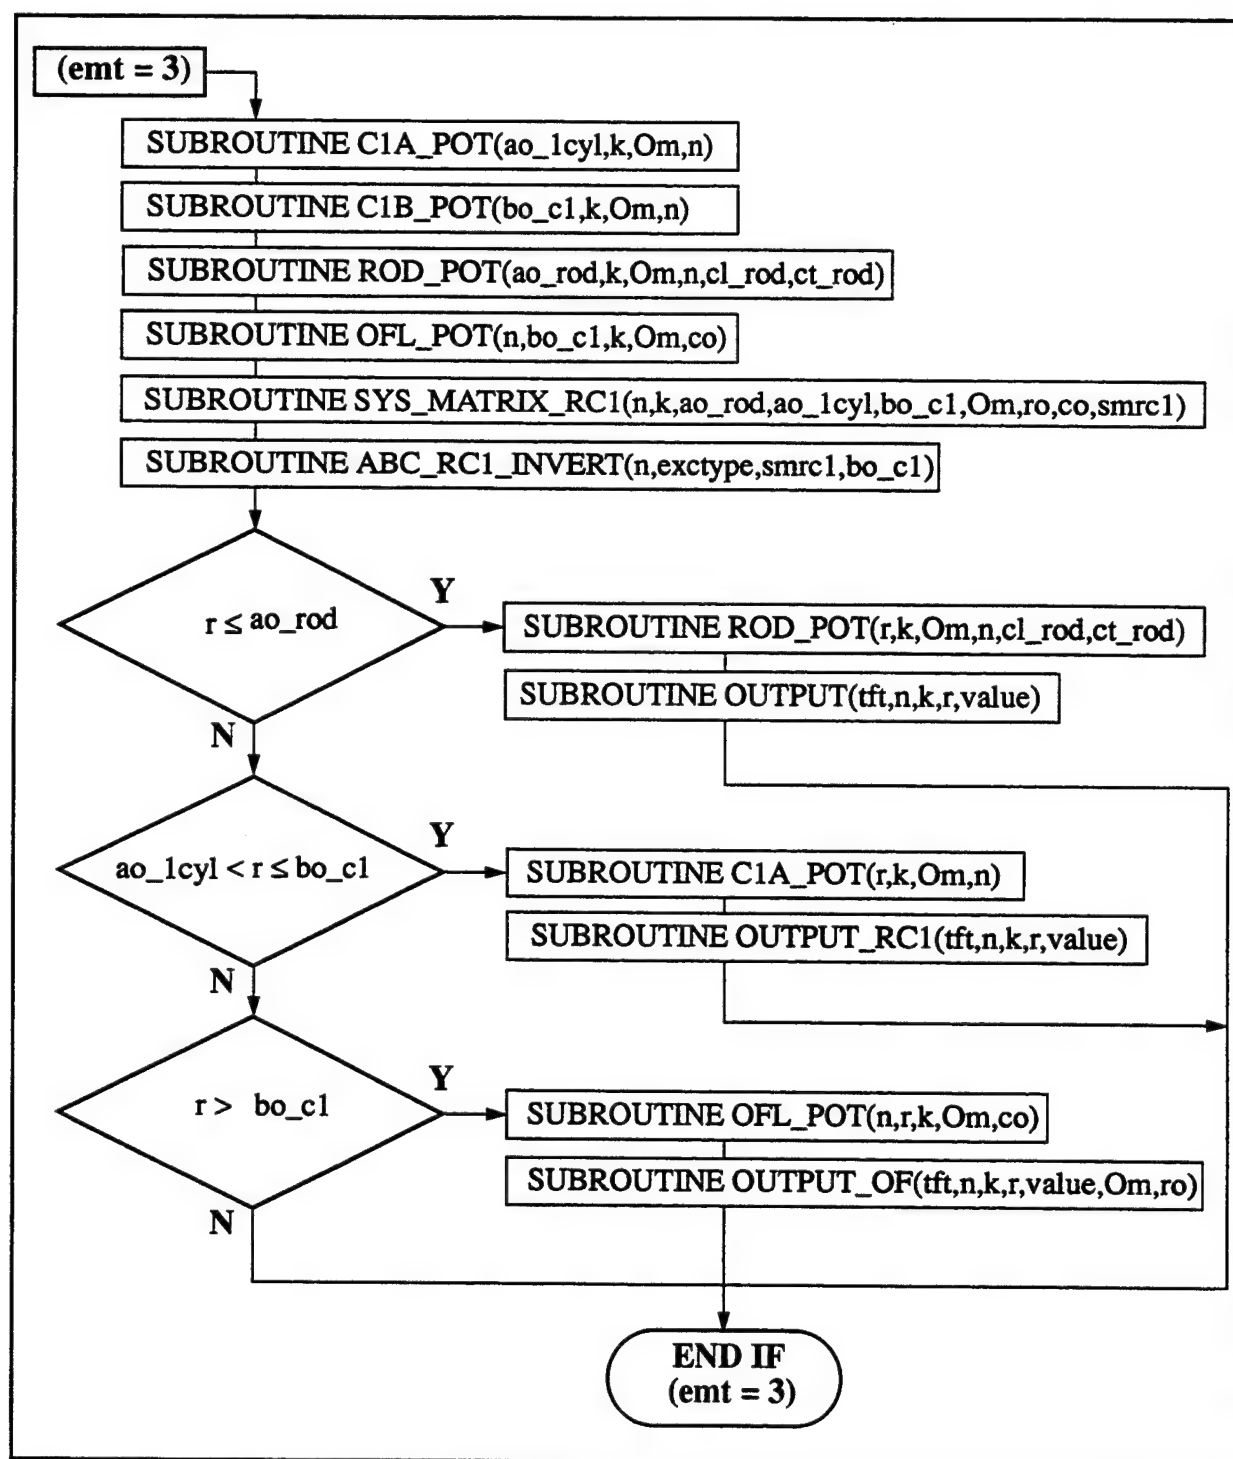 (emt = 3)
SUBROUTINE C1A_POT(ao_1cyl,k,Om,n)
SUBROUTINE C1B_POT(bo_c1,k,Om,n)
SUBROUTINE ROD_POT(ao_rod,k,Om,n,cl_rod,ct_rod)
SUBROUTINE OFL_POT(n,bo_c1,k,Om,co)
SUBROUTINE SYS_MATRIX_RC1(n,k,ao_rod,ao_1cyl,bo_c1,Om,ro,co,smrc1)
SUBROUTINE ABC_RC1_INVERT(n,exctype,smrc1,bo_c1)
r ≤ ao_rod
Y
SUBROUTINE ROD_POT(r,k,Om,n,cl_rod,ct_rod)
SUBROUTINE OUTPUT(tft,n,k,r,value)
N
ao_1cyl < r ≤ bo_c1
Y
SUBROUTINE C1A_POT(r,k,Om,n)
SUBROUTINE OUTPUT_RC1(tft,n,k,r,value)
N
r > bo_c1
Y
SUBROUTINE OFL_POT(n,r,k,Om,co)
SUBROUTINE OUTPUT_OF(tft,n,k,r,value,Om,ro)
N
END IF
(emt = 3)